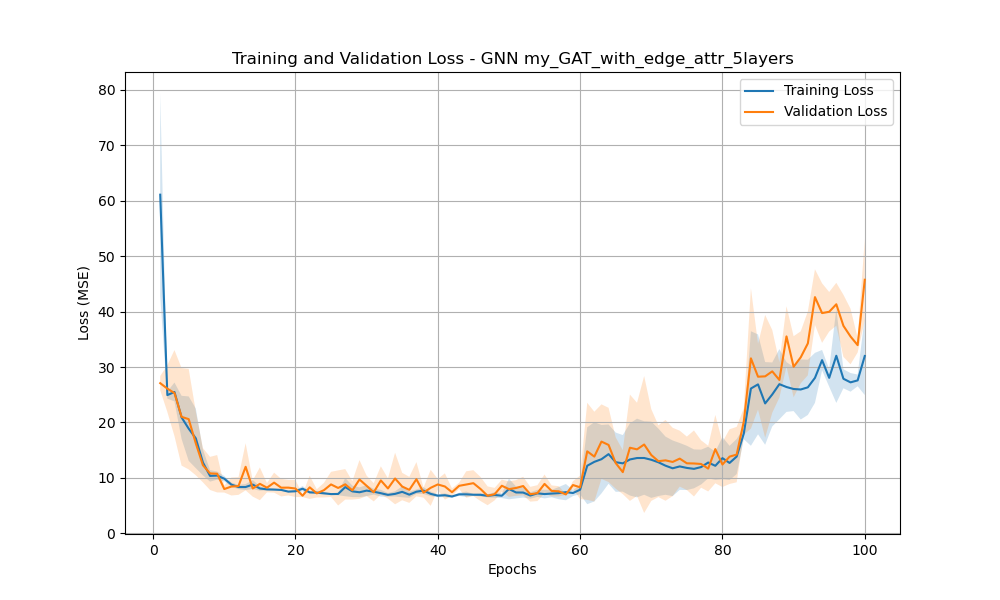 Training and Validation Loss - GNN my_GAT_with_edge_attr_5layers
Training Loss
Validation Loss
Loss (MSE)
80
70
60
50
40
30
20
10
0
0 20 40 60 80 100
Epochs